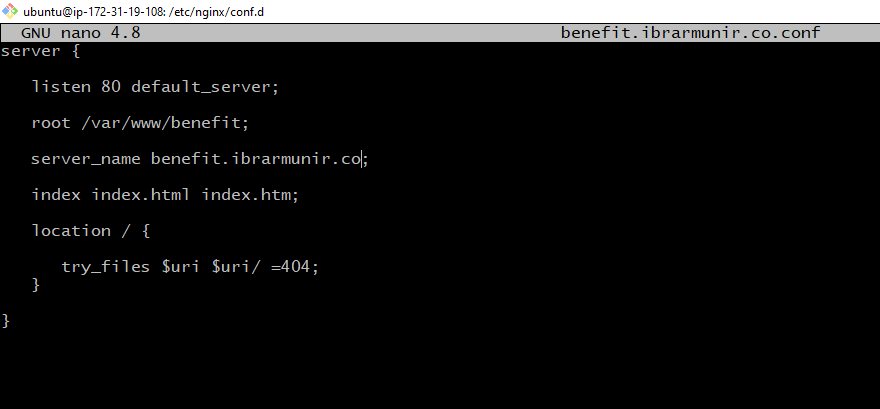 ubuntu@ip-172-31-19-108: /etc/nginx/conf.d
GNU nano 4.8 benefit.ibrarmunir.co.conf
server {
listen 80 default_server;
root /var/www/benefit;
server_name benefit.ibrarmunir.co;
index index.html index.htm;
location / {
try_files $uri $uri/ =404;
}
}